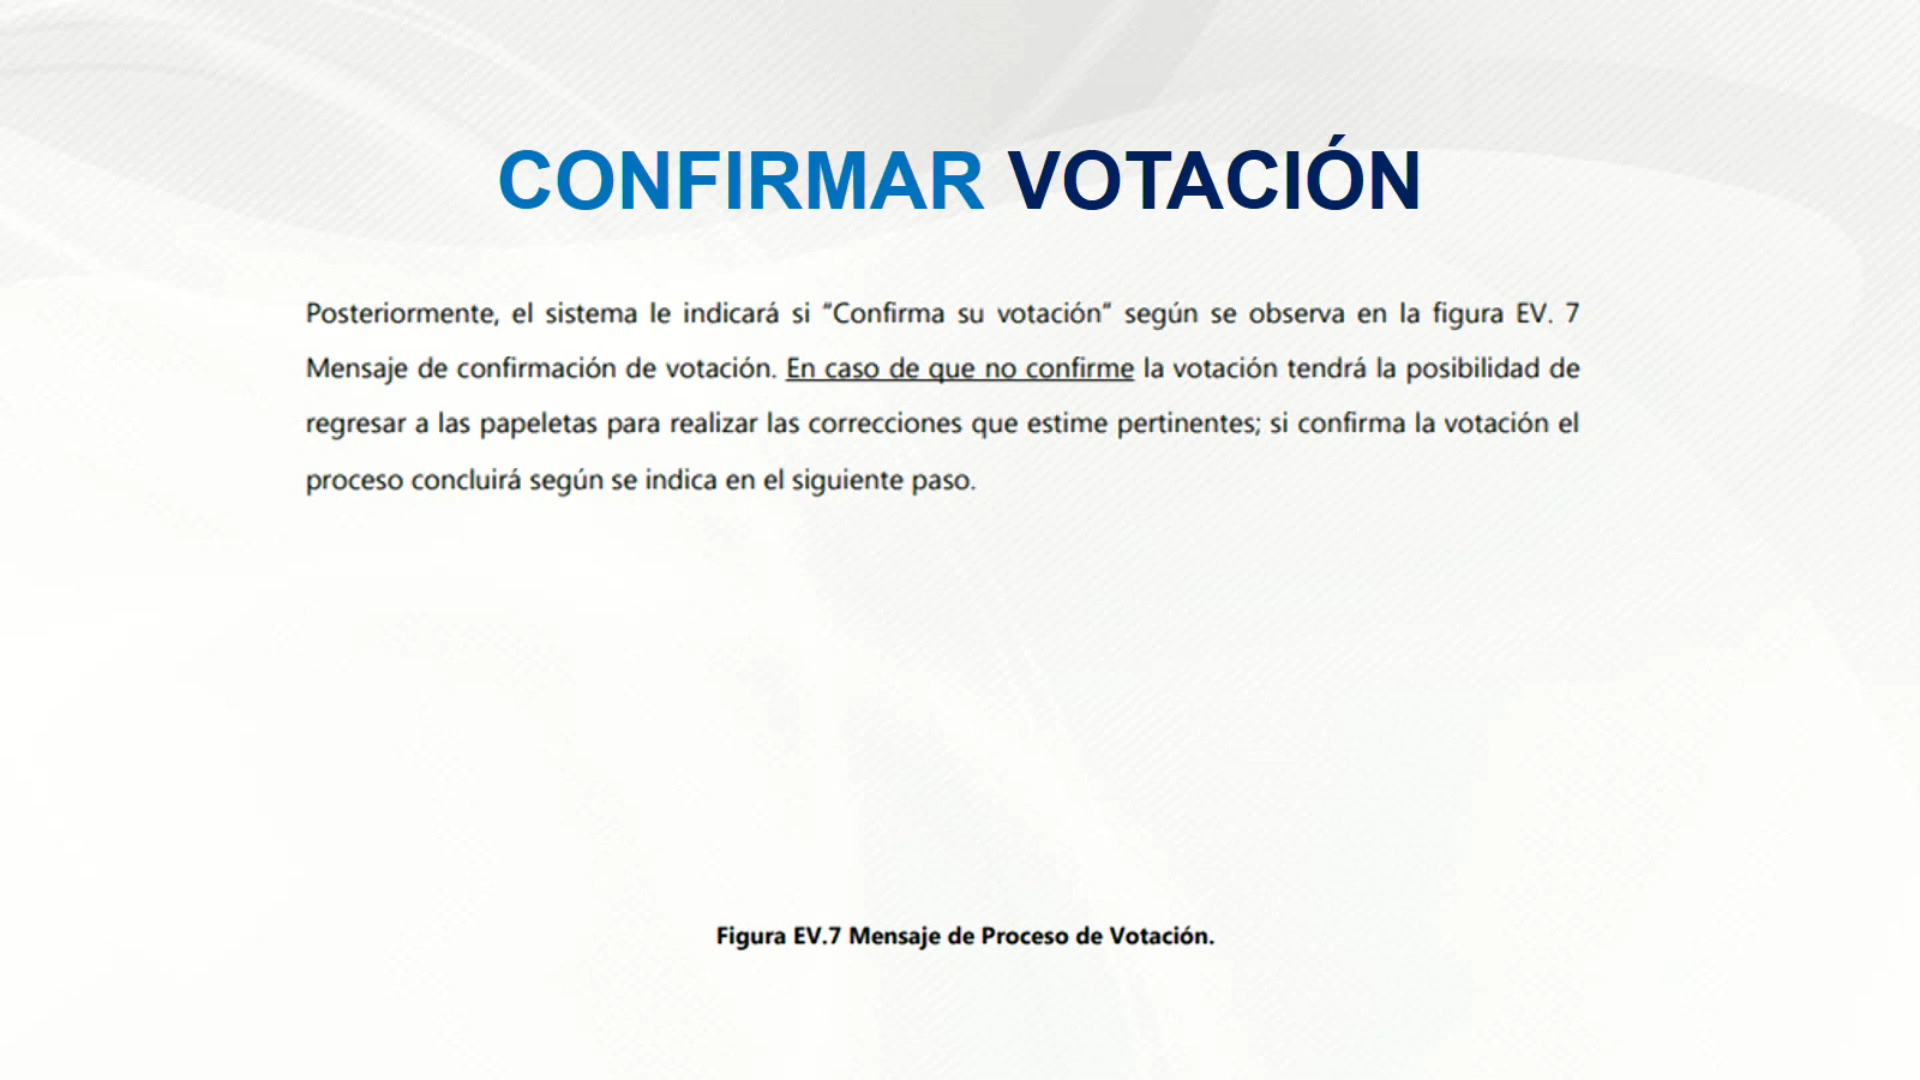 CONFIRMAR VOTACIÓN
Posteriormente, el sistema le indicará si “Confirma su votación” según se observa en la figura EV. 7
Mensaje de confirmación de votación. En caso de que no confirme la votación tendrá la posibilidad de
regresar a las papeletas para realizar las correcciones que estime pertinentes; si confirma la votación el
proceso concluirá según se indica en el siguiente paso.
Figura EV.7 Mensaje de Proceso de Votación.